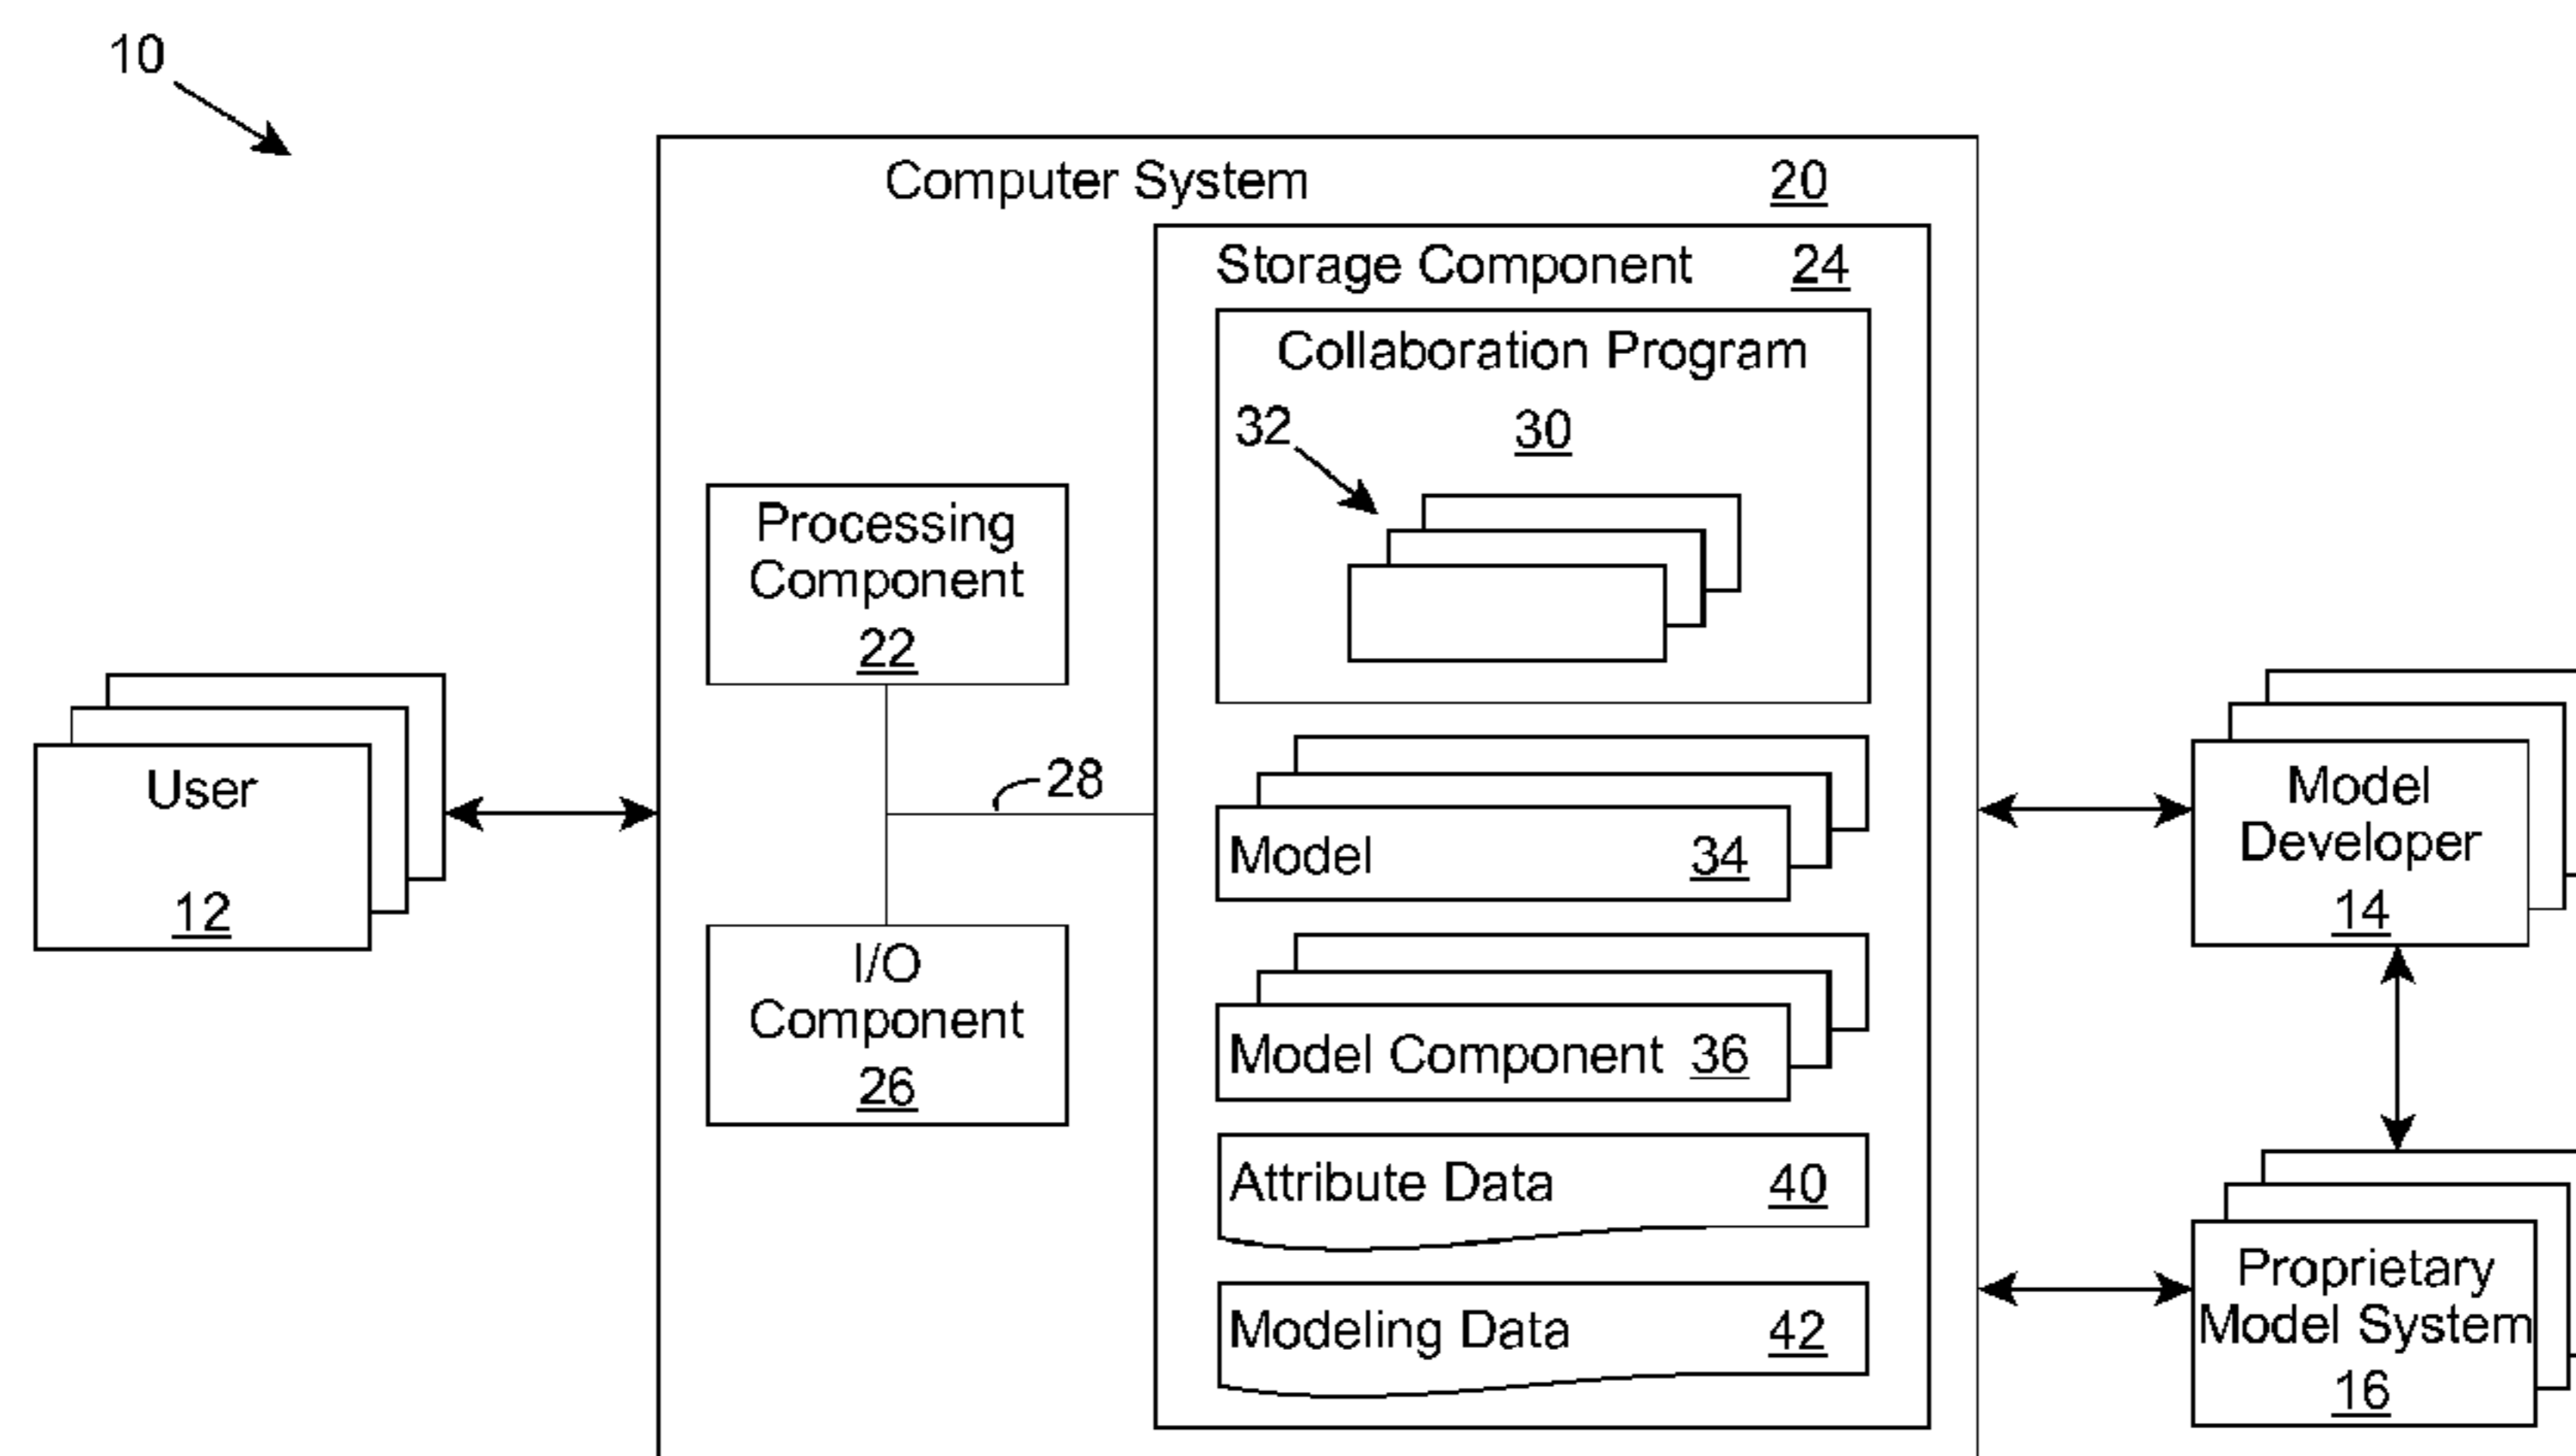 10
Computer System 20
Storage Component 24
Collaboration Program
30
32
Processing
Component
22
User
12
28
I/O
Component
26
Model 34
Model Component 36
Attribute Data 40
Modeling Data 42
Model
Developer
14
Proprietary
Model System
16